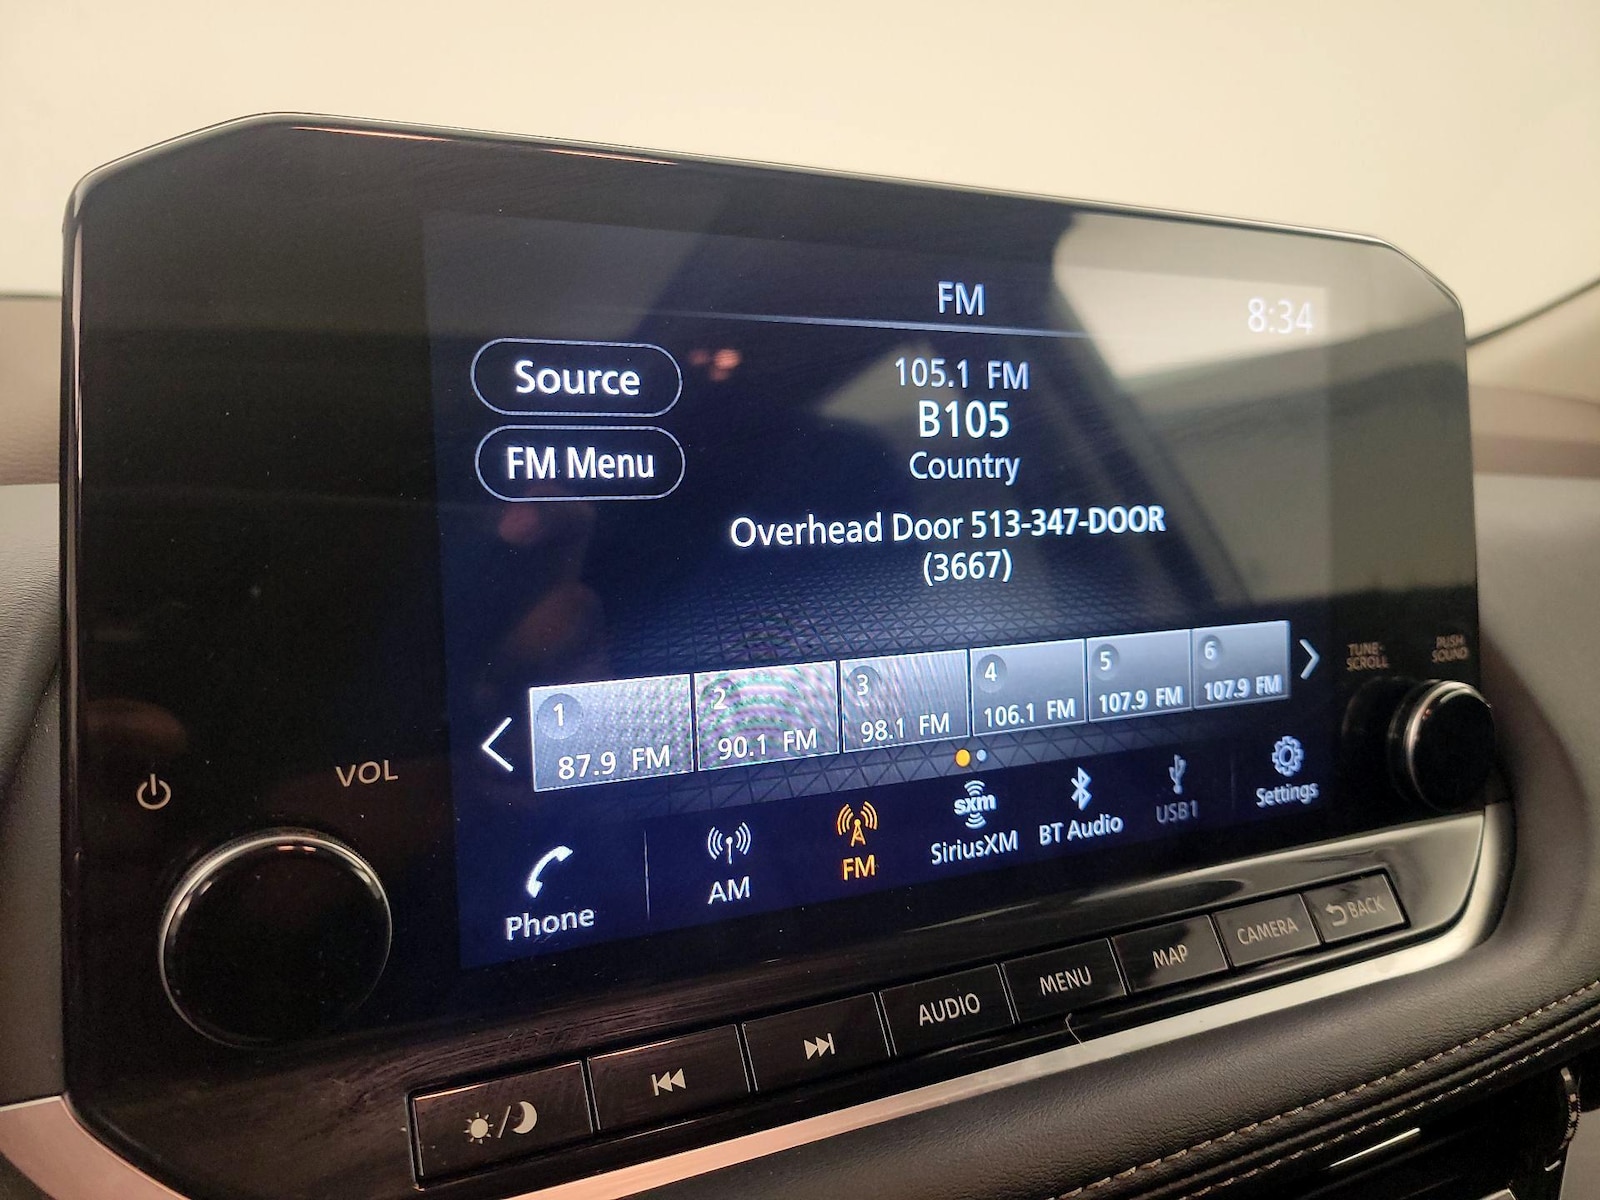 FM
8:34
Source
105.1 FM
B105
FM Menu
Country
Overhead Door 513-347-DOOR
(3667)
1
87.9 FM
2
90.1 FM
3
98.1 FM
4
106.1 FM
5
107.9 FM
6
107.9 FM
TUNE-
SCROLL
PUSH
SOUND
VOL
Phone
AM
FM
sxm
SiriusXM
BT Audio
USB1
Settings
AUDIO
MENU
MAP
CAMERA
BACK